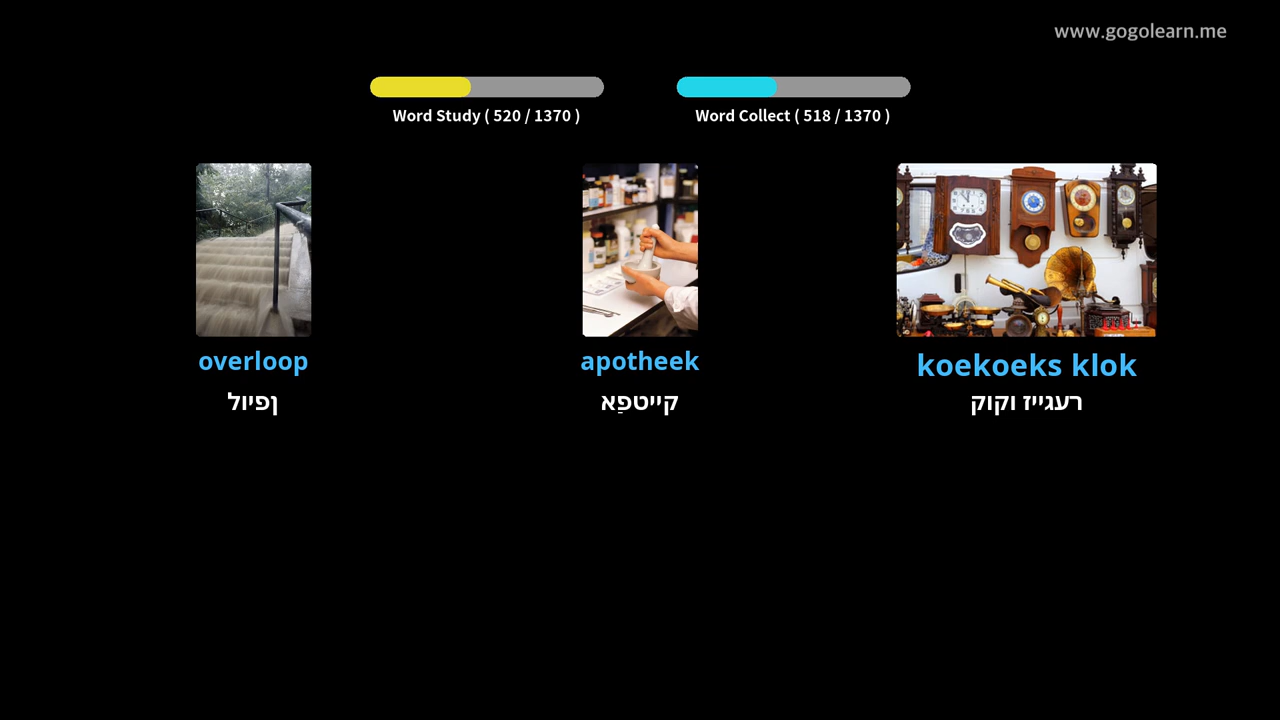 www.gogolearn.me
Word Study ( 520 / 1370 )
Word Collect ( 518 / 1370 )
overloop
ןפיול
apotheek
קייטפַא
koekoeks klok
רעגייז וקוק